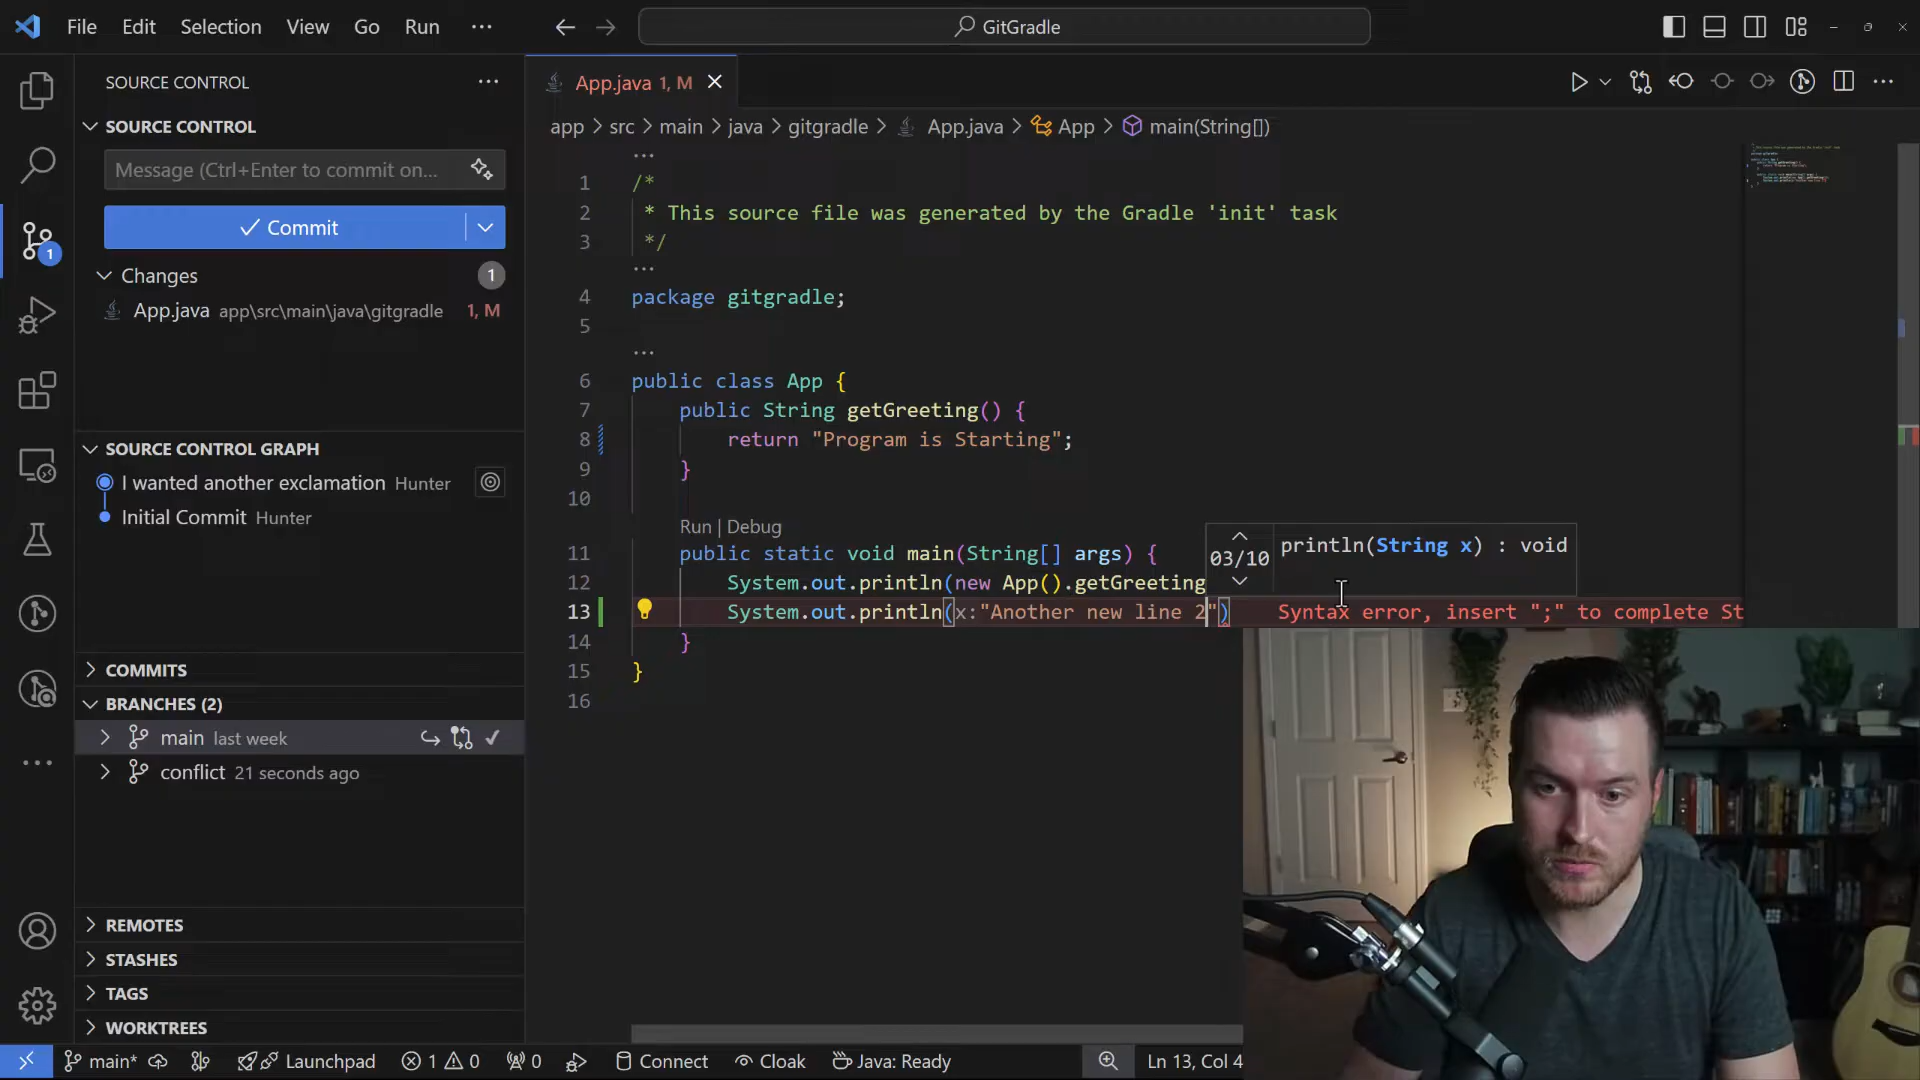 File Edit Selection View Go Run ···
GitGradle
SOURCE CONTROL
SOURCE CONTROL
Message (Ctrl+Enter to commit on...
Commit
Changes 1
App.java app\src\main\java\gitgradle 1, M
1
SOURCE CONTROL GRAPH
I wanted another exclamation Hunter
Initial Commit Hunter
COMMITS
BRANCHES (2)
main last week
conflict 21 seconds ago
REMOTES
STASHES
TAGS
WORKTREES
App.java 1, M
app > src > main > java > gitgradle > App.java > App > main(String[])
1 /*
2 * This source file was generated by the Gradle 'init' task
3 */
4 package gitgradle;
5
6 public class App {
7 public String getGreeting() {
8 return "Program is Starting";
9 }
10
Run | Debug
11 public static void main(String[] args) {
12 System.out.println(new App().getGreeting
13 System.out.println(x:"Another new line 2") Syntax error, insert ";" to complete St
14 }
15 }
16
03/10 println(String x) : void
main* Launchpad 1 0 0 Connect Cloak Java: Ready Ln 13, Col 4